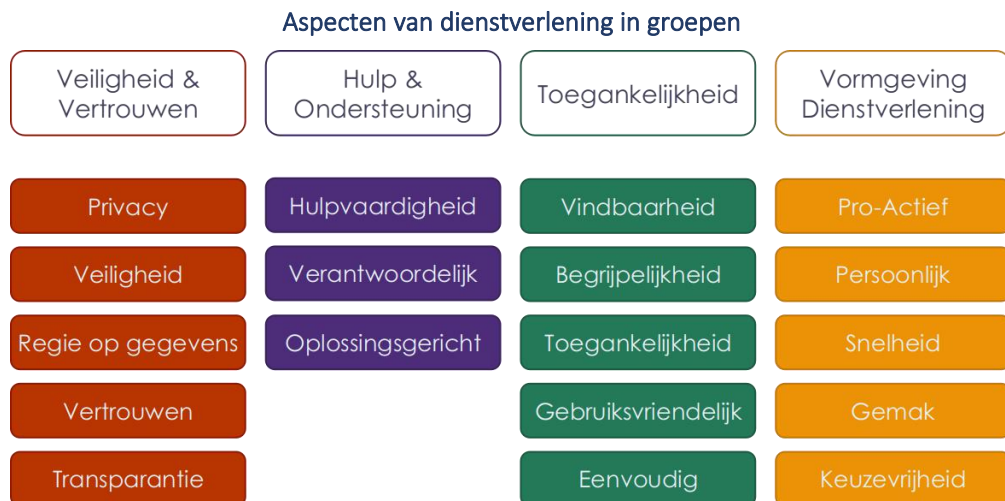 Aspecten van dienstverlening in groepen
Veiligheid &
Vertrouwen
Hulp &
Ondersteuning
Toegankelijkheid
Vormgeving
Dienstverlening
Privacy
Hulpvaardigheid
Vindbaarheid
Pro-Actief
Veiligheid
Verantwoordelijk
Begrijpelijkheid
Persoonlijk
Regie op gegevens
Oplossingsgericht
Toegankelijkheid
Snelheid
Vertrouwen
Gebruiksvriendelijk
Gemak
Transparantie
Eenvoudig
Keuzevrijheid